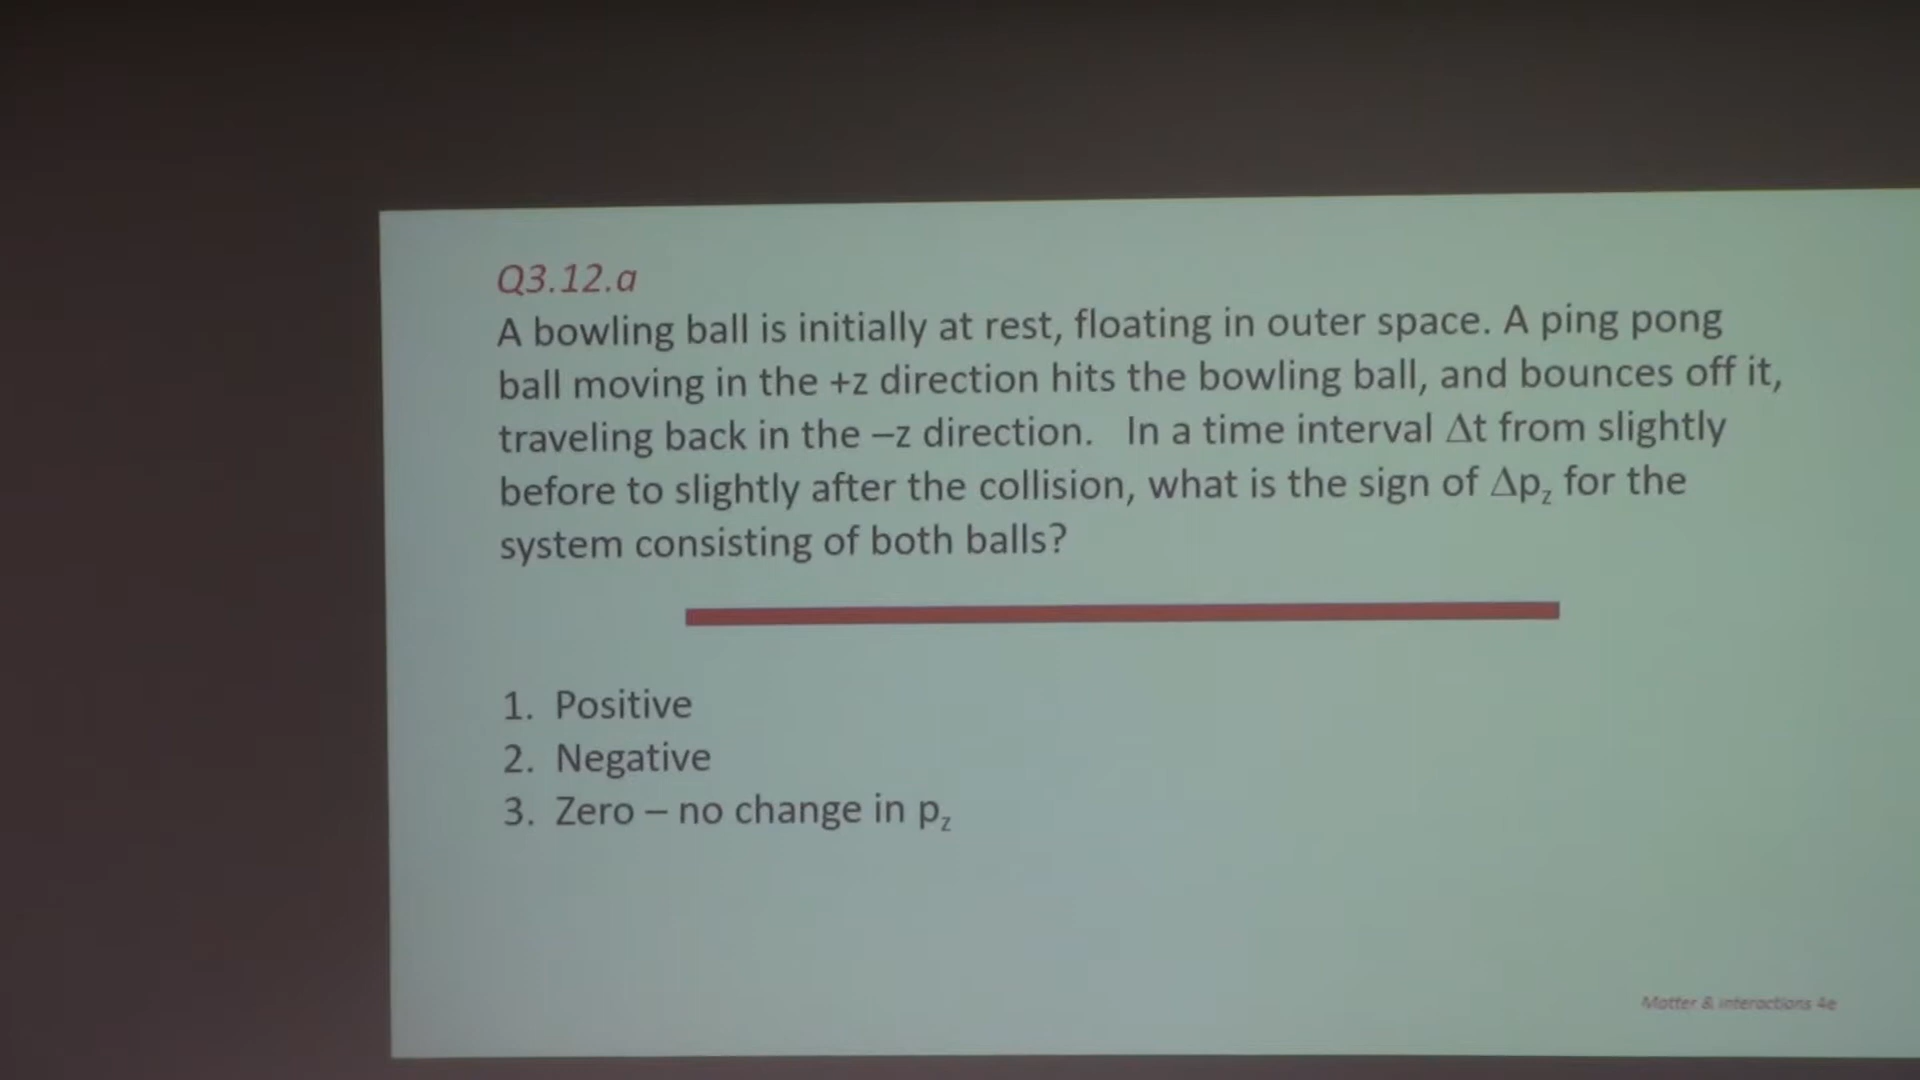 Q3.12.a
A bowling ball is initially at rest, floating in outer space. A ping pong
ball moving in the +z direction hits the bowling ball, and bounces off it,
traveling back in the –z direction. In a time interval Δt from slightly
before to slightly after the collision, what is the sign of Δp_z for the
system consisting of both balls?
1. Positive
2. Negative
3. Zero – no change in p_z
Matter & Interactions 4e